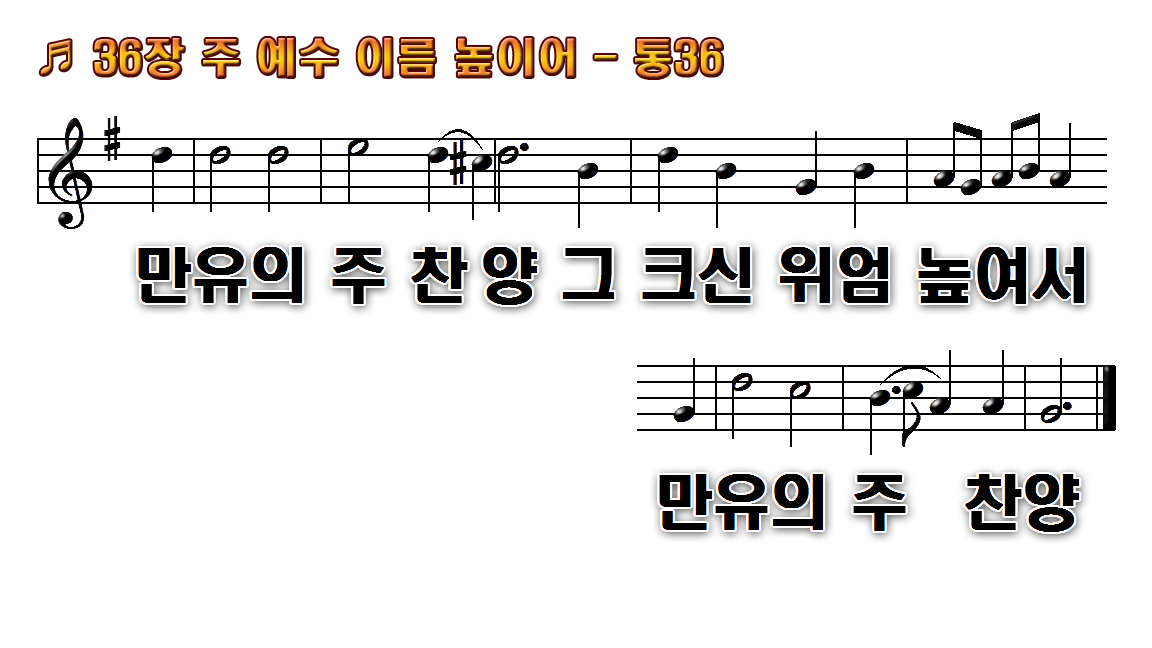 36장 주 예수 이름 높이어 - 통36
만유의 주 찬 양 그 크신 위엄 높여서
만유의 주 찬양